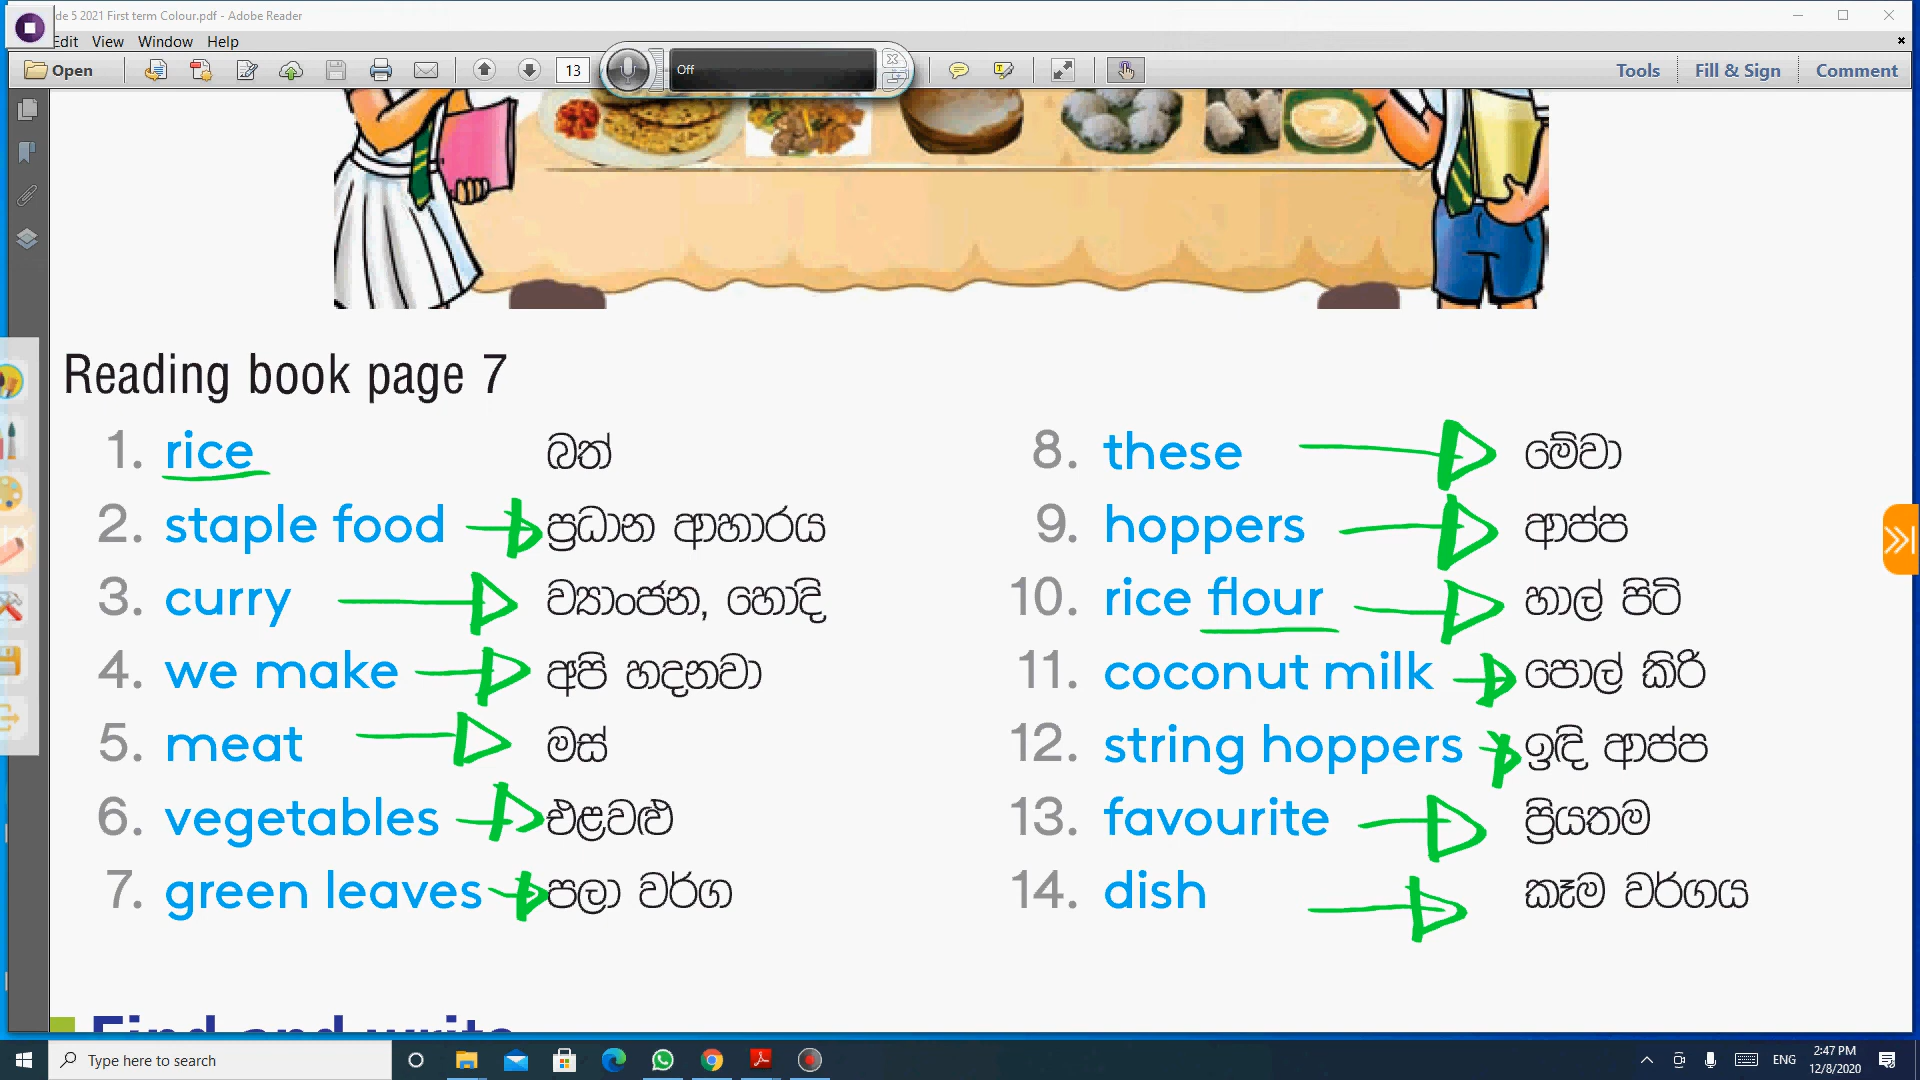 de 5 2021 First term Colour.pdf - Adobe Reader
Edit View Window Help
Open 13 Off Tools Fill & Sign Comment
Reading book page 7
1. rice බත්
2. staple food ප්‍රධාන ආහාරය
3. curry ව්‍යාංජන, හොදි
4. we make අපි හදනවා
5. meat මස්
6. vegetables එළවළු
7. green leaves පලා වර්ග
8. these මේවා
9. hoppers ආප්ප
10. rice flour හාල් පිටි
11. coconut milk පොල් කිරි
12. string hoppers ඉඳි ආප්ප
13. favourite ප්‍රියතම
14. dish කෑම වර්ගය
Find and write
Type here to search
ENG
2:47 PM
12/8/2020